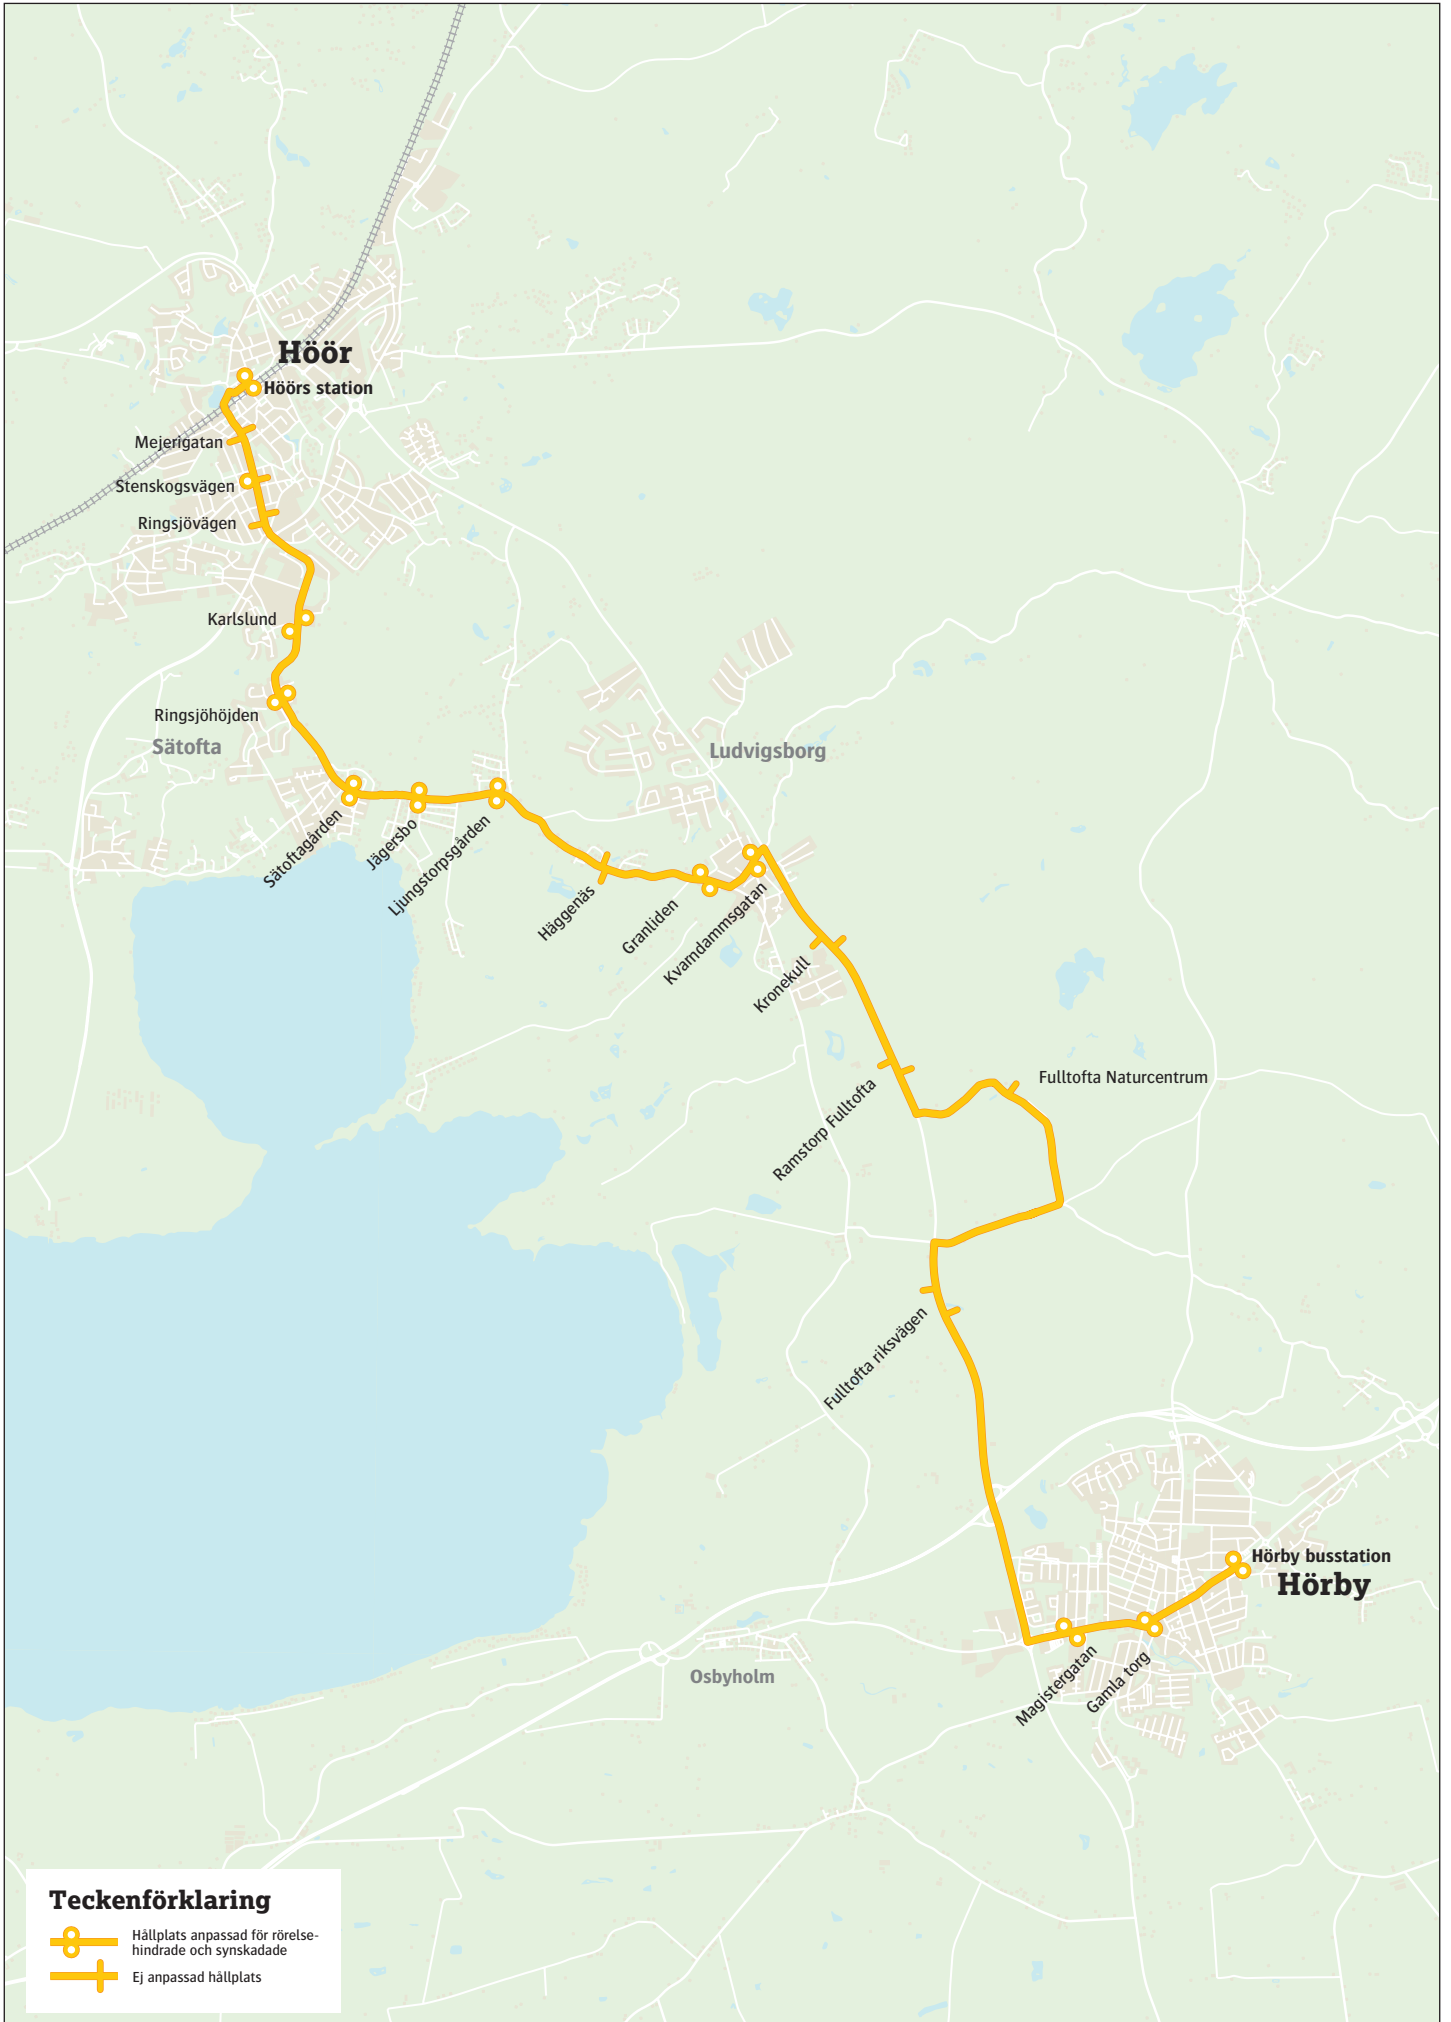 Höör
Höörs station
Mejerigatan
Stenskogsvägen
Ringsjövägen
Karlslund
Ringsjöhöjden
Sätofta
Ludvigsborg
Sätoftagården
Jägersbo
Ljungstorpsgården
Häggenäs
Granliden
Kvarndammsgatan
Kronekull
Ramstorp Fulltofta
Fulltofta Naturcentrum
Fulltofta riksvägen
Hörby busstation
Hörby
Magistergatan
Gamla torg
Osbyholm
Teckenförklaring
Hållplats anpassad för rörelse-
hindrade och synskadade
Ej anpassad hållplats